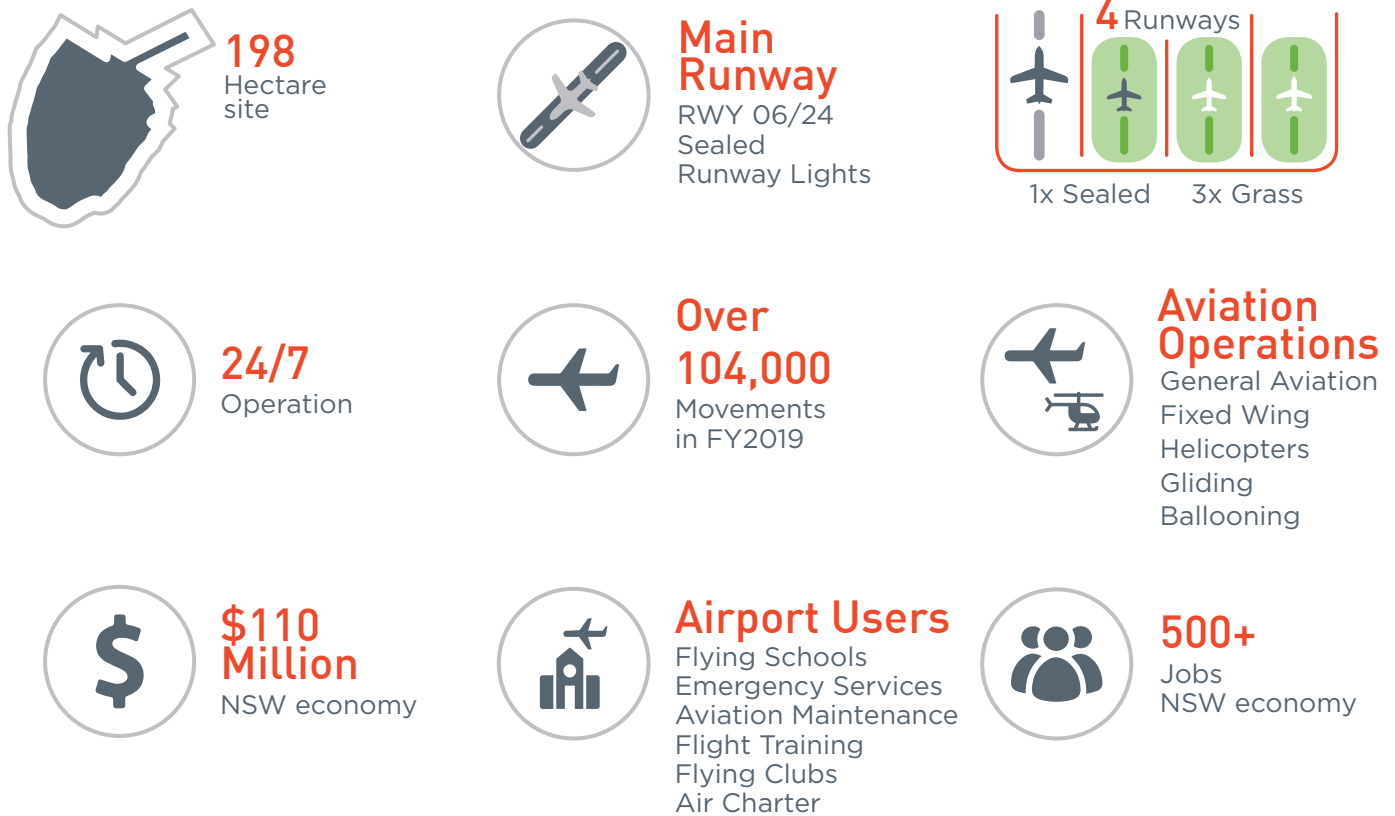 198
Hectare
site
Main
Runway
RWY 06/24
Sealed
Runway Lights
4 Runways
1x Sealed
3x Grass
24/7
Operation
Over
104,000
Movements
in FY2019
Aviation
Operations
General Aviation
Fixed Wing
Helicopters
Gliding
Ballooning
$110
Million
NSW economy
Airport Users
Flying Schools
Emergency Services
Aviation Maintenance
Flight Training
Flying Clubs
Air Charter
500+
Jobs
NSW economy